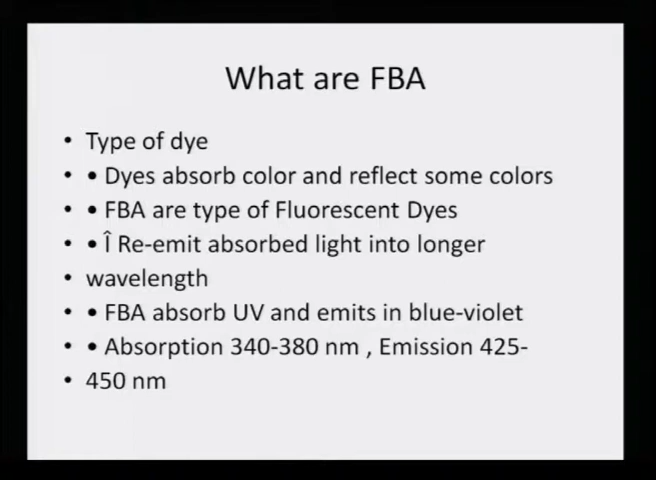 What are FBA
• Type of dye
• • Dyes absorb color and reflect some colors
• • FBA are type of Fluorescent Dyes
• • Î Re-emit absorbed light into longer
• wavelength
• • FBA absorb UV and emits in blue-violet
• • Absorption 340-380 nm , Emission 425-
• 450 nm